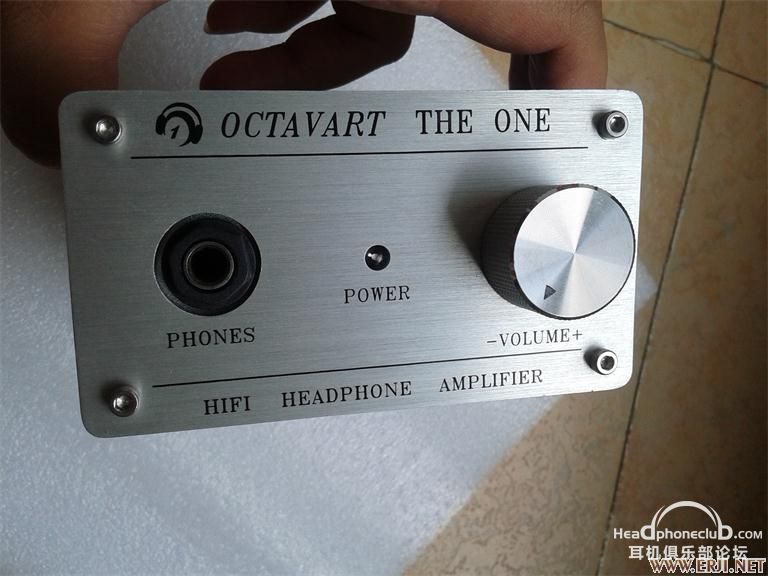 1 OCTAVART THE ONE
PHONES
POWER
-VOLUME+
HIFI HEADPHONE AMPLIFIER
HeadphoneCluD.com
耳机俱乐部论坛
WWW.ERJI.NET